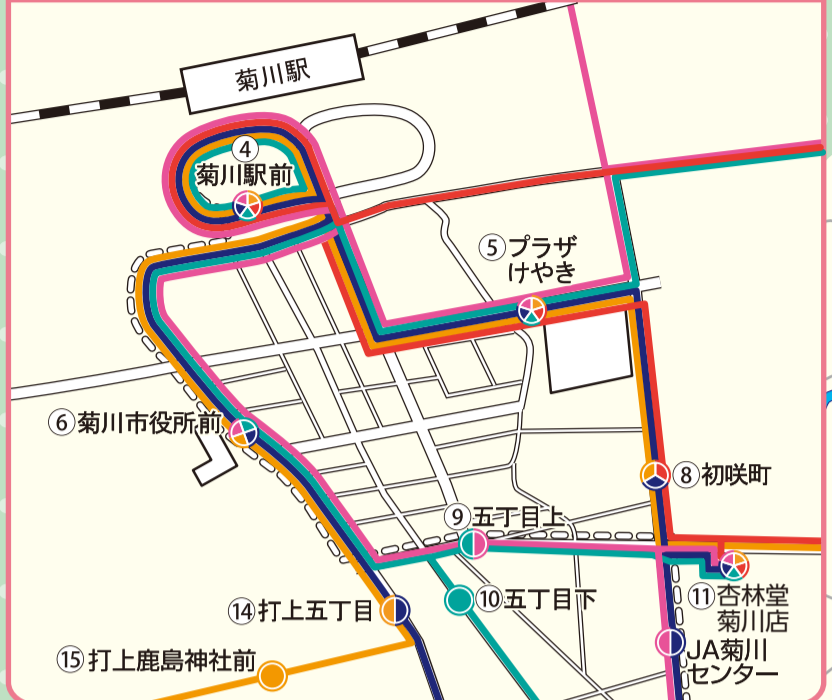 菊川駅
④
菊川駅前
⑤プラザ
けやき
⑥菊川市役所前
⑧初咲町
⑨五丁目上
⑩五丁目下
⑪杏林堂
菊川店
⑭打上五丁目
JA菊川
センター
⑮打上鹿島神社前